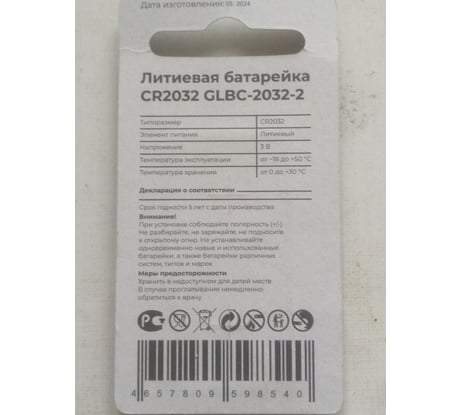 Дата изготовления: 05. 2024
Литиевая батарейка
CR2032 GLBC-2032-2
Типоразмер CR2032
Элемент питания Литиевый
Напряжение 3 В
Температура эксплуатации от -18 до +50 °C
Температура хранения от 0 до +30 °C
Декларация о соответствии
Срок годности 5 лет с даты производства
Внимание!
При установке соблюдайте полярность (+/-)
Не разбирайте, не заряжайте, не подносите
к открытому огню. Не устанавливайте
одновременно новые и использованные
батарейки, а также батарейки различных
систем, типов и марок
Меры предосторожности
Хранить в недоступном для детей месте
В случае проглатывания немедленно
обратиться к врачу
4 657809 598540